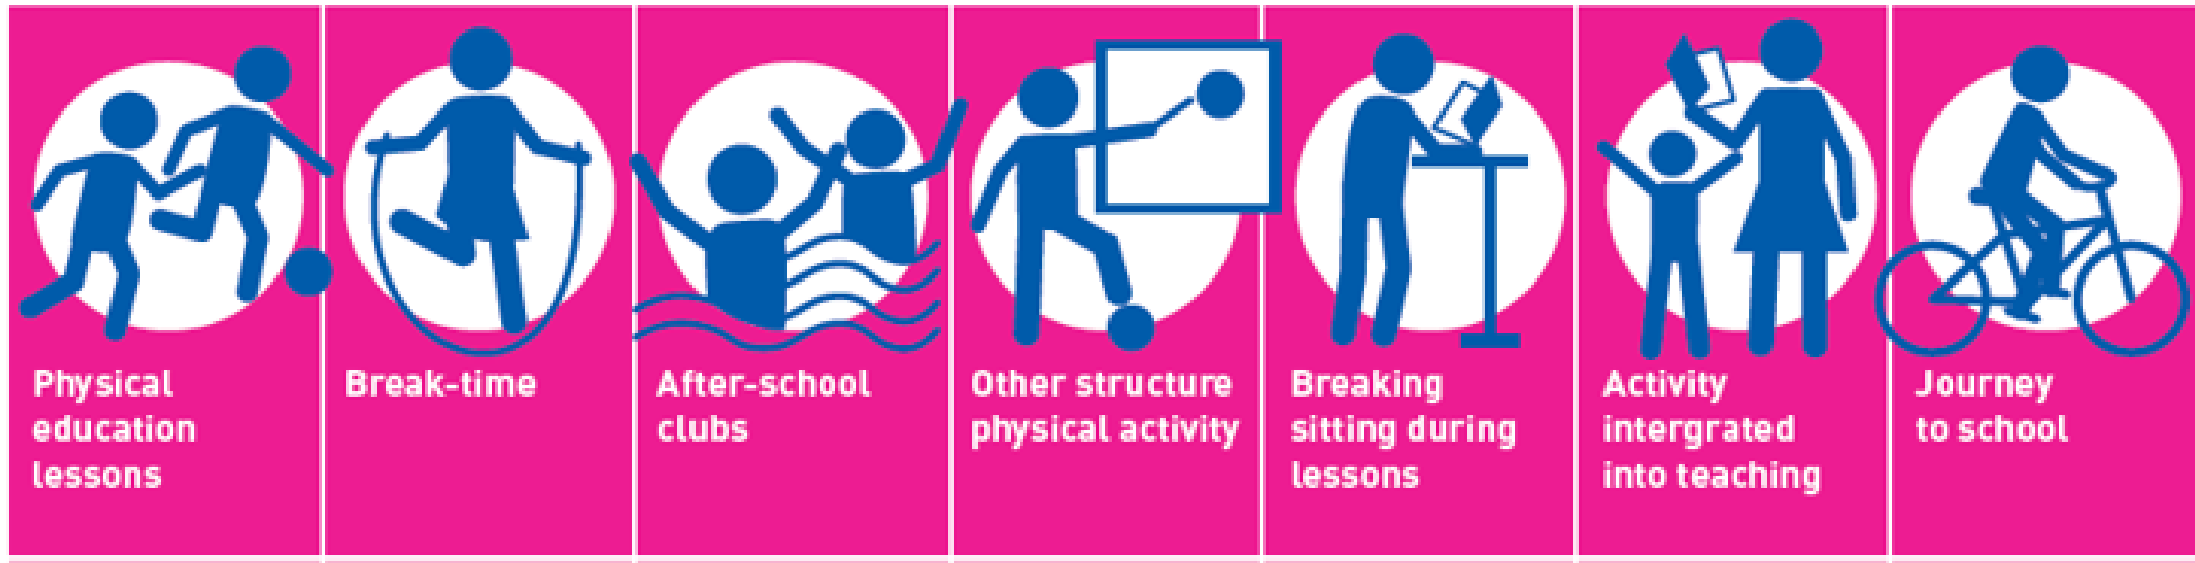 Physical
education
lessons
Break-time
After-school
clubs
Other structure
physical activity
Breaking
sitting during
lessons
Activity
intergrated
into teaching
Journey
to school